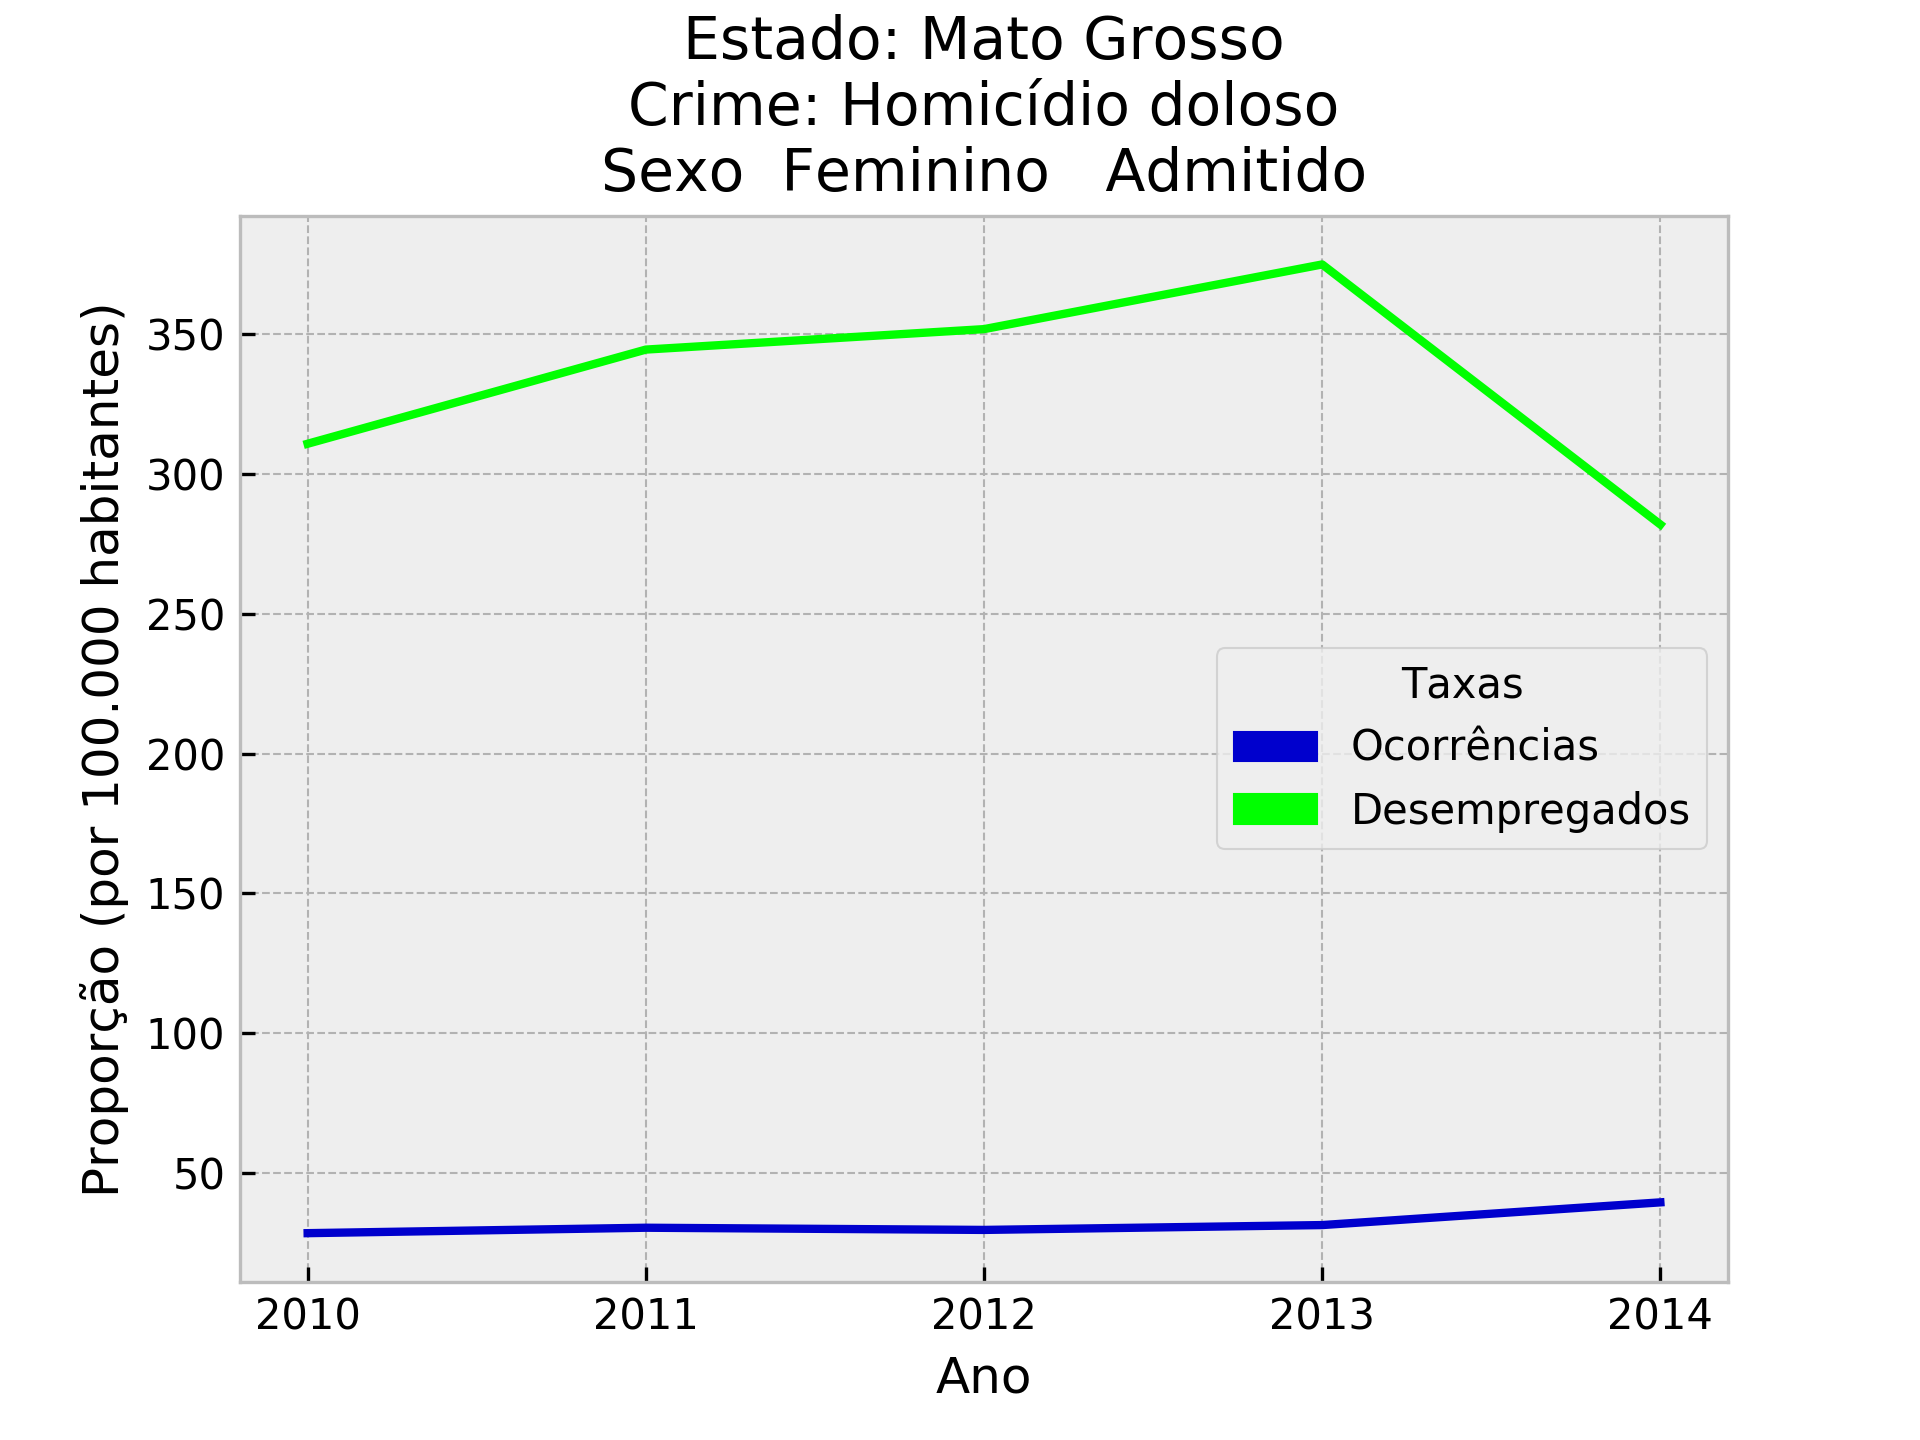 Estado: Mato Grosso
Crime: Homicídio doloso
Sexo  Feminino   Admitido
Proporção (por 100.000 habitantes)
350
300
250
200
150
100
50
Taxas
Ocorrências
Desempregados
2010 2011 2012 2013 2014
Ano